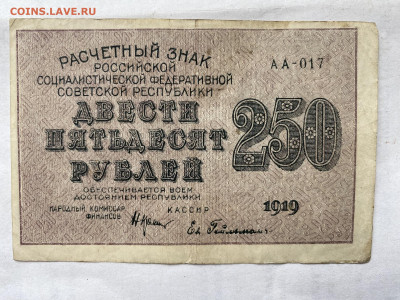 COINS.LAVE.RU
РАСЧЕТНЫЙ ЗНАК
РОССИЙСКОЙ
СОЦИАЛИСТИЧЕСКОЙ ФЕДЕРАТИВНОЙ
СОВЕТСКОЙ РЕСПУБЛИКИ
АА-017
ДВЕСТИ
ПЯТЬДЕСЯТ
РУБЛЕЙ
250
ОБЕСПЕЧИВАЕТСЯ ВСЕМ
ДОСТОЯНИЕМ РЕСПУБЛИКИ
НАРОДНЫЙ КОМИССАР
ФИНАНСОВ
КАССИР
1919